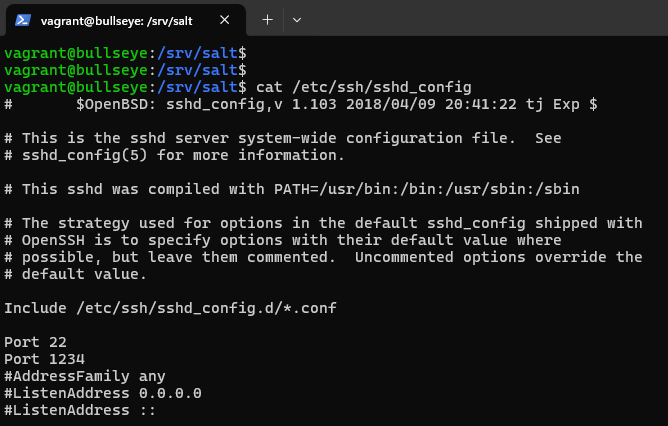 vagrant@bullseye: /srv/salt
vagrant@bullseye:/srv/salt$
vagrant@bullseye:/srv/salt$
vagrant@bullseye:/srv/salt$ cat /etc/ssh/sshd_config
#       $OpenBSD: sshd_config,v 1.103 2018/04/09 20:41:22 tj Exp $

# This is the sshd server system-wide configuration file.  See
# sshd_config(5) for more information.

# This sshd was compiled with PATH=/usr/bin:/bin:/usr/sbin:/sbin

# The strategy used for options in the default sshd_config shipped with
# OpenSSH is to specify options with their default value where
# possible, but leave them commented.  Uncommented options override the
# default value.

Include /etc/ssh/sshd_config.d/*.conf

Port 22
Port 1234
#AddressFamily any
#ListenAddress 0.0.0.0
#ListenAddress ::